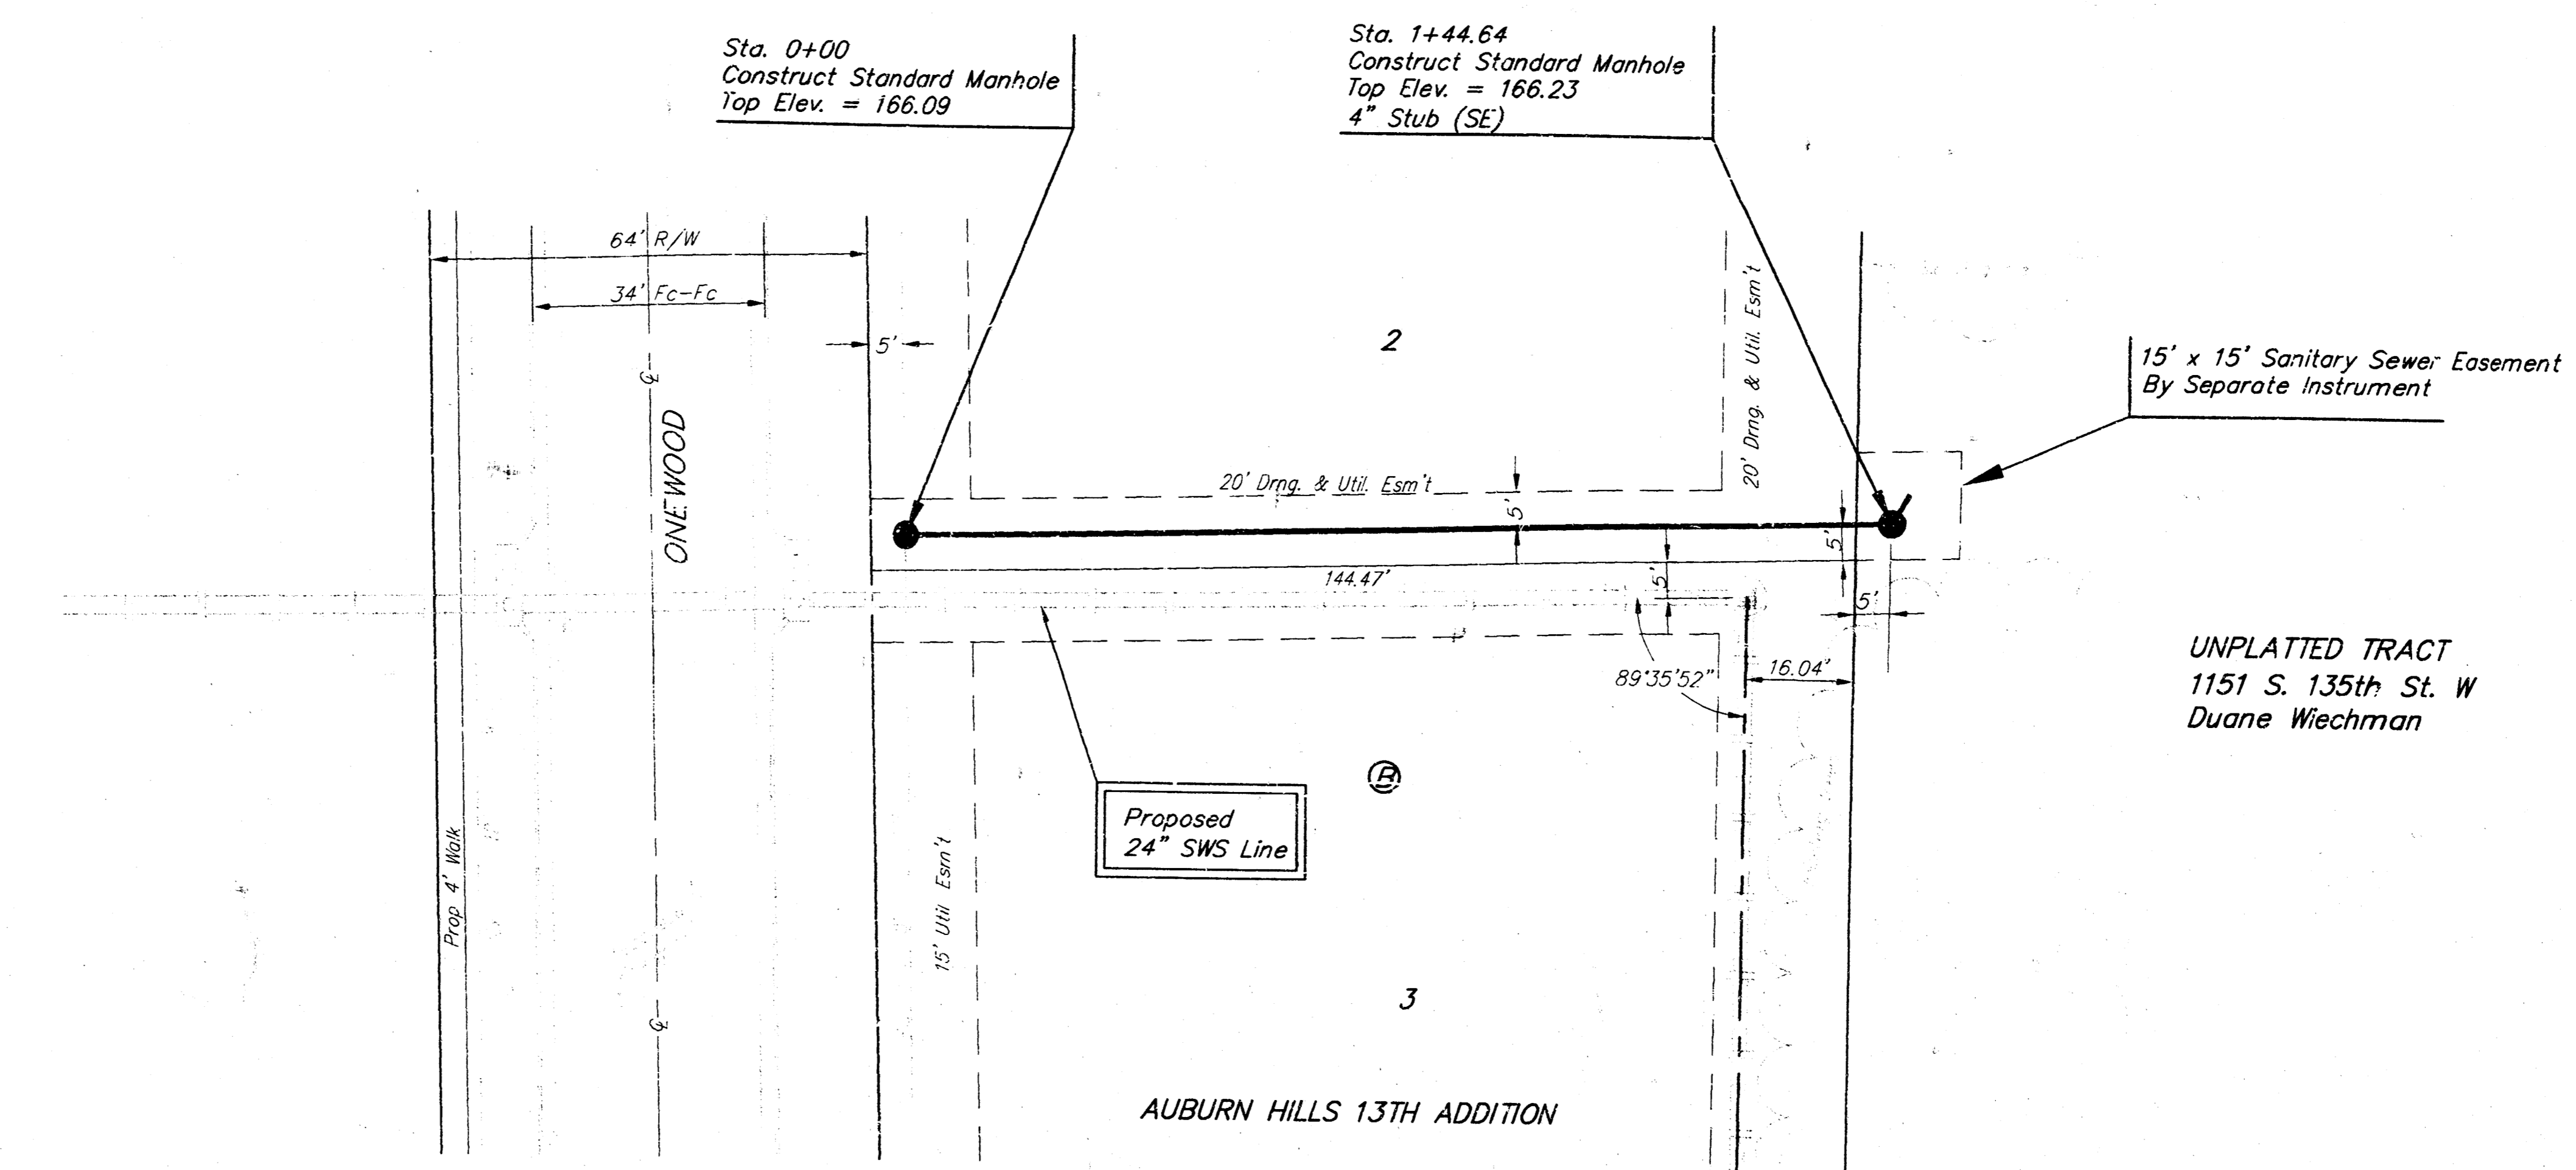 Sta. 0+00
Construct Standard Manhole
Top Elev. = 166.09
Sta. 1+44.64
Construct Standard Manhole
Top Elev. = 166.23
4" Stub (SE)
64' R/W
34' Fc-Fc
5'
ONEWOOD
2
20' Drng. & Util. Esm't
15' x 15' Sanitary Sewer Easement
By Separate Instrument
20' Drng. & Util. Esm't
5'
5'
144.47'
5'
5'
89°35'52"
16.04'
UNPLATTED TRACT
1151 S. 135th St. W
Duane Wiechman
B
Proposed
24" SWS Line
Prop 4' Walk
15' Util Esm't
3
AUBURN HILLS 13TH ADDITION